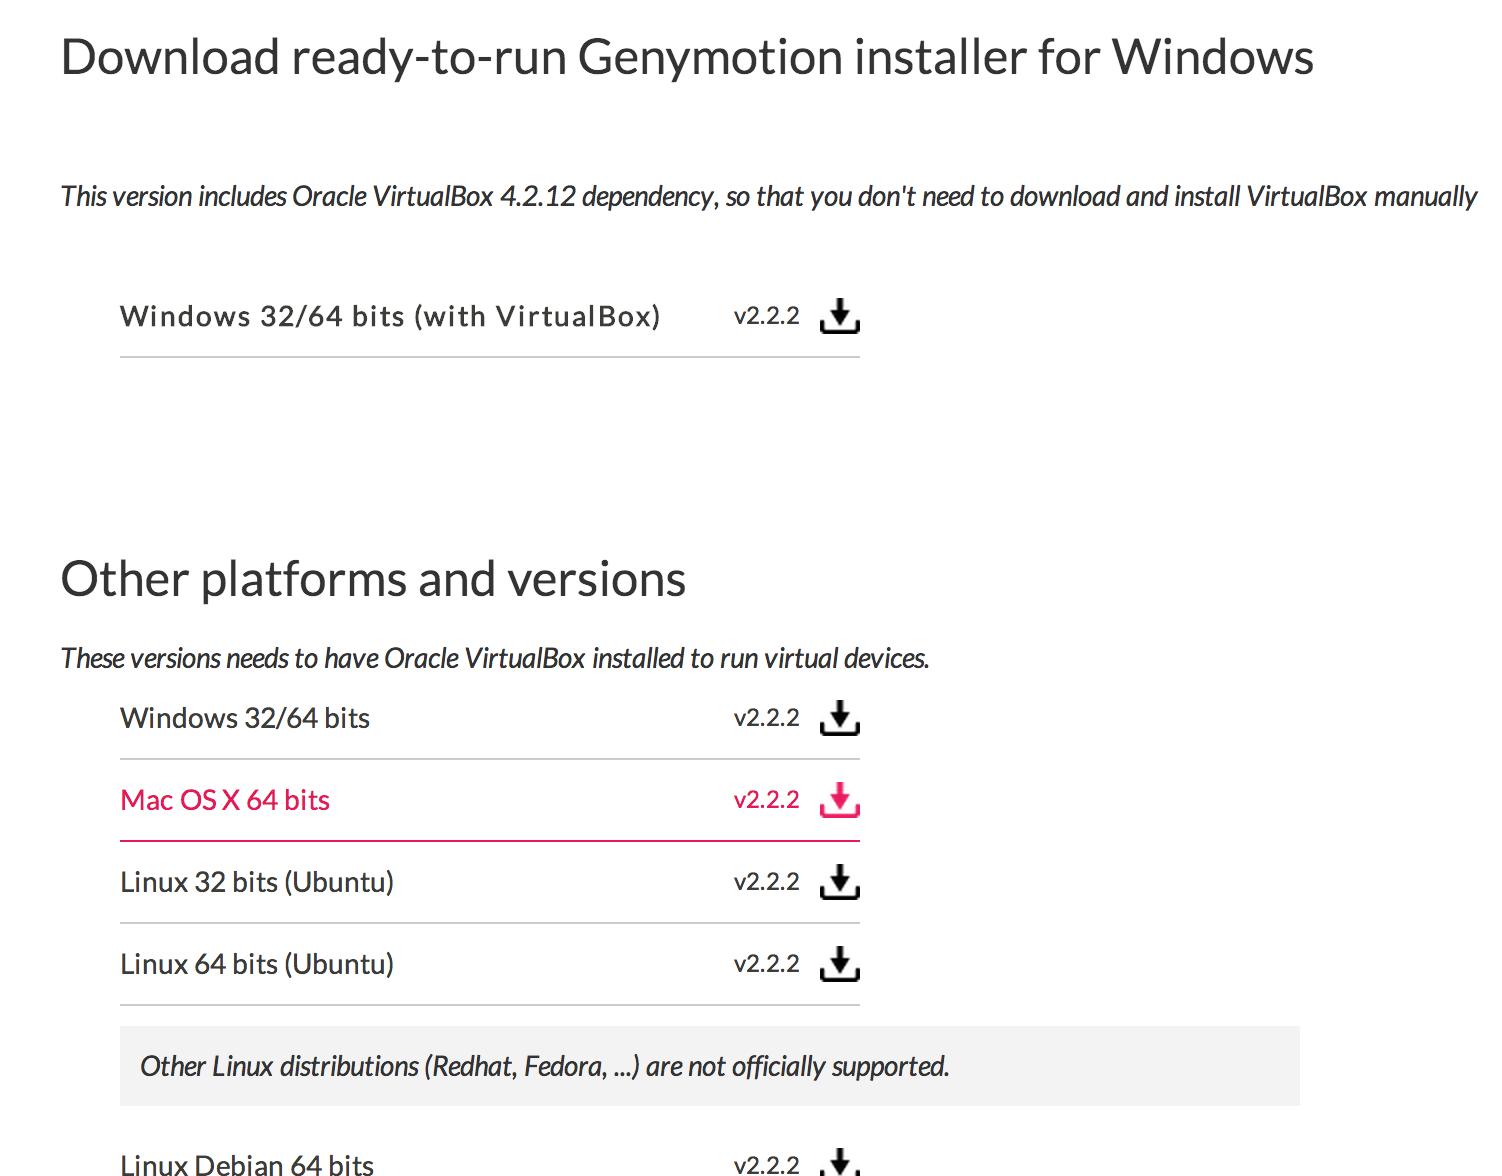 Download ready-to-run Genymotion installer for Windows
This version includes Oracle VirtualBox 4.2.12 dependency, so that you don't need to download and install VirtualBox manually
Windows 32/64 bits (with VirtualBox) v2.2.2
Other platforms and versions
These versions needs to have Oracle VirtualBox installed to run virtual devices.
Windows 32/64 bits v2.2.2
Mac OS X 64 bits v2.2.2
Linux 32 bits (Ubuntu) v2.2.2
Linux 64 bits (Ubuntu) v2.2.2
Other Linux distributions (Redhat, Fedora, ...) are not officially supported.
Linux Debian 64 bits v2.2.2